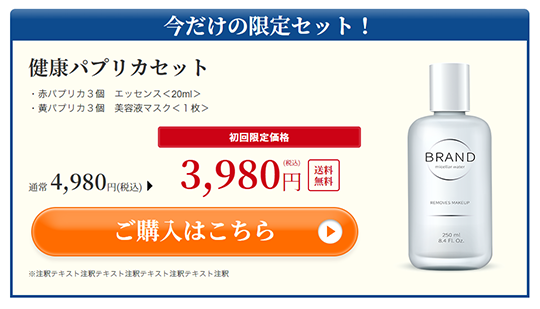 今だけの限定セット！
健康パプリカセット
・赤パプリカ３個　エッセンス＜20ml＞
・黄パプリカ３個　美容液マスク＜１枚＞
初回限定価格
通常 4,980円(税込)
3,980円(税込)
送料無料
ご購入はこちら
※注釈テキスト注釈テキスト注釈テキスト注釈テキスト注釈
BRAND
micellar water
REMOVES MAKEUP
250 ml
8.4 Fl. Oz.